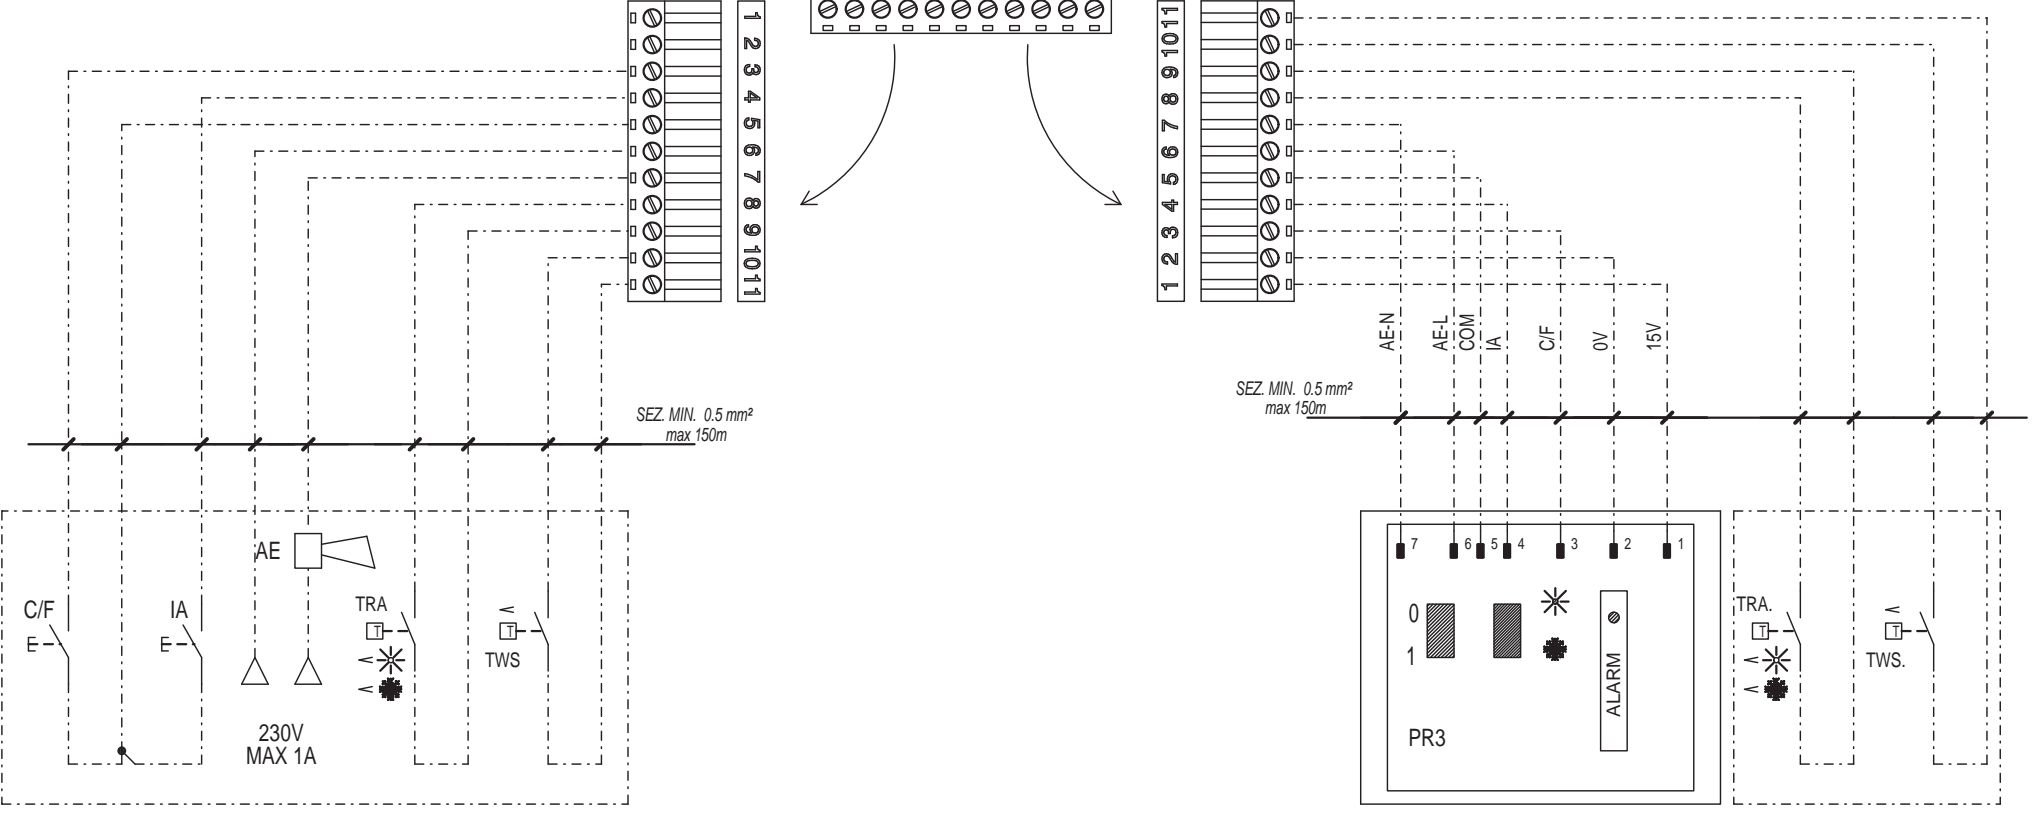 1
2
3
4
5
6
7
8
9
10
11
11
10
9
8
7
6
5
4
3
2
1
AE-N
AE-L
COM
IA
C/F
0V
15V
SEZ. MIN. 0.5 mm²
max 150m
SEZ. MIN. 0.5 mm²
max 150m
C/F
IA
AE
TRA
T
<
<
<
T
TWS
230V
MAX 1A
7 6 5 4 3 2 1
0
1
ALARM
PR3
TRA.
T
<
<
<
T
TWS.